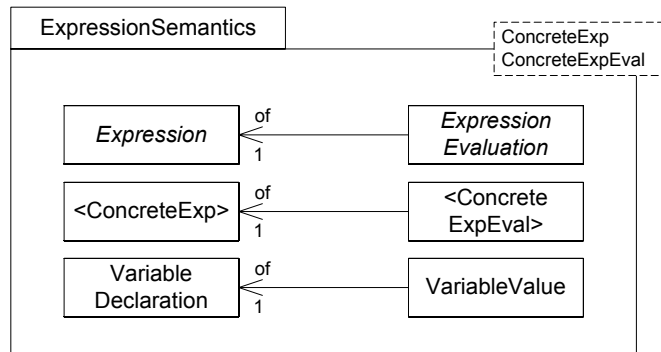 ExpressionSemantics
ConcreteExp
ConcreteExpEval
Expression
of
1
Expression
Evaluation
<ConcreteExp>
of
1
<Concrete
ExpEval>
Variable
Declaration
of
1
VariableValue